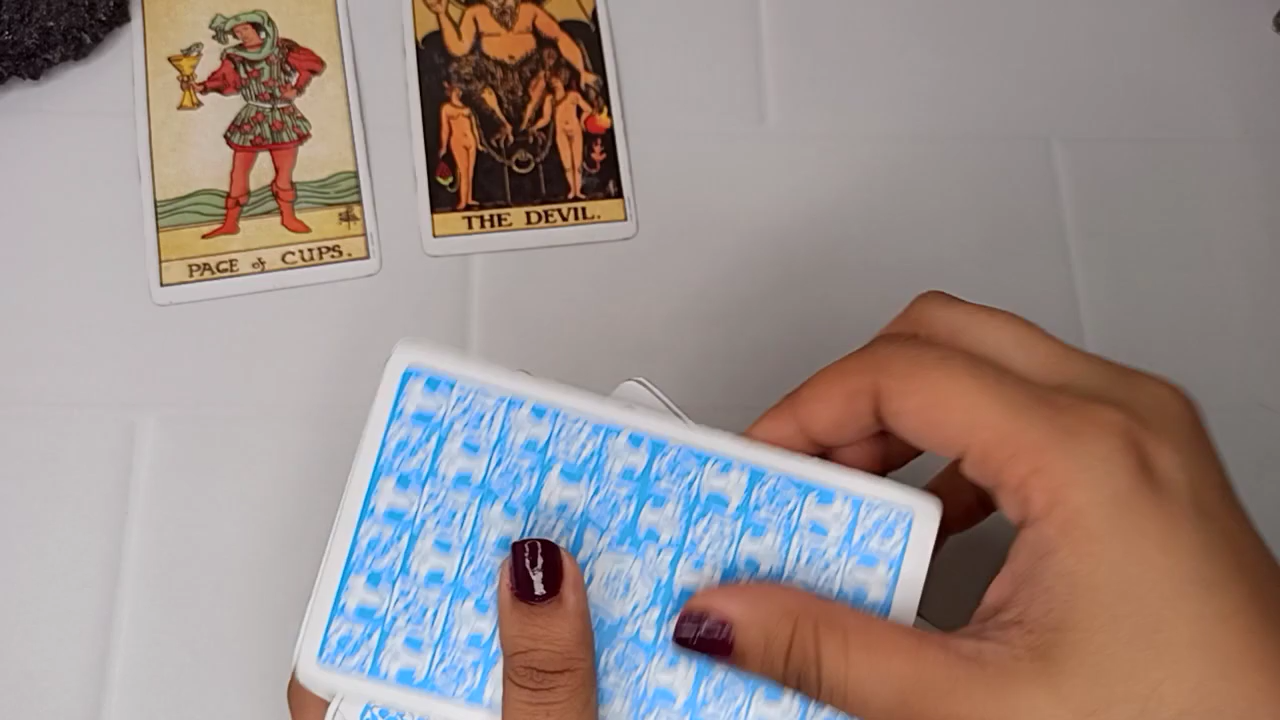 PAGE of CUPS.
THE DEVIL.